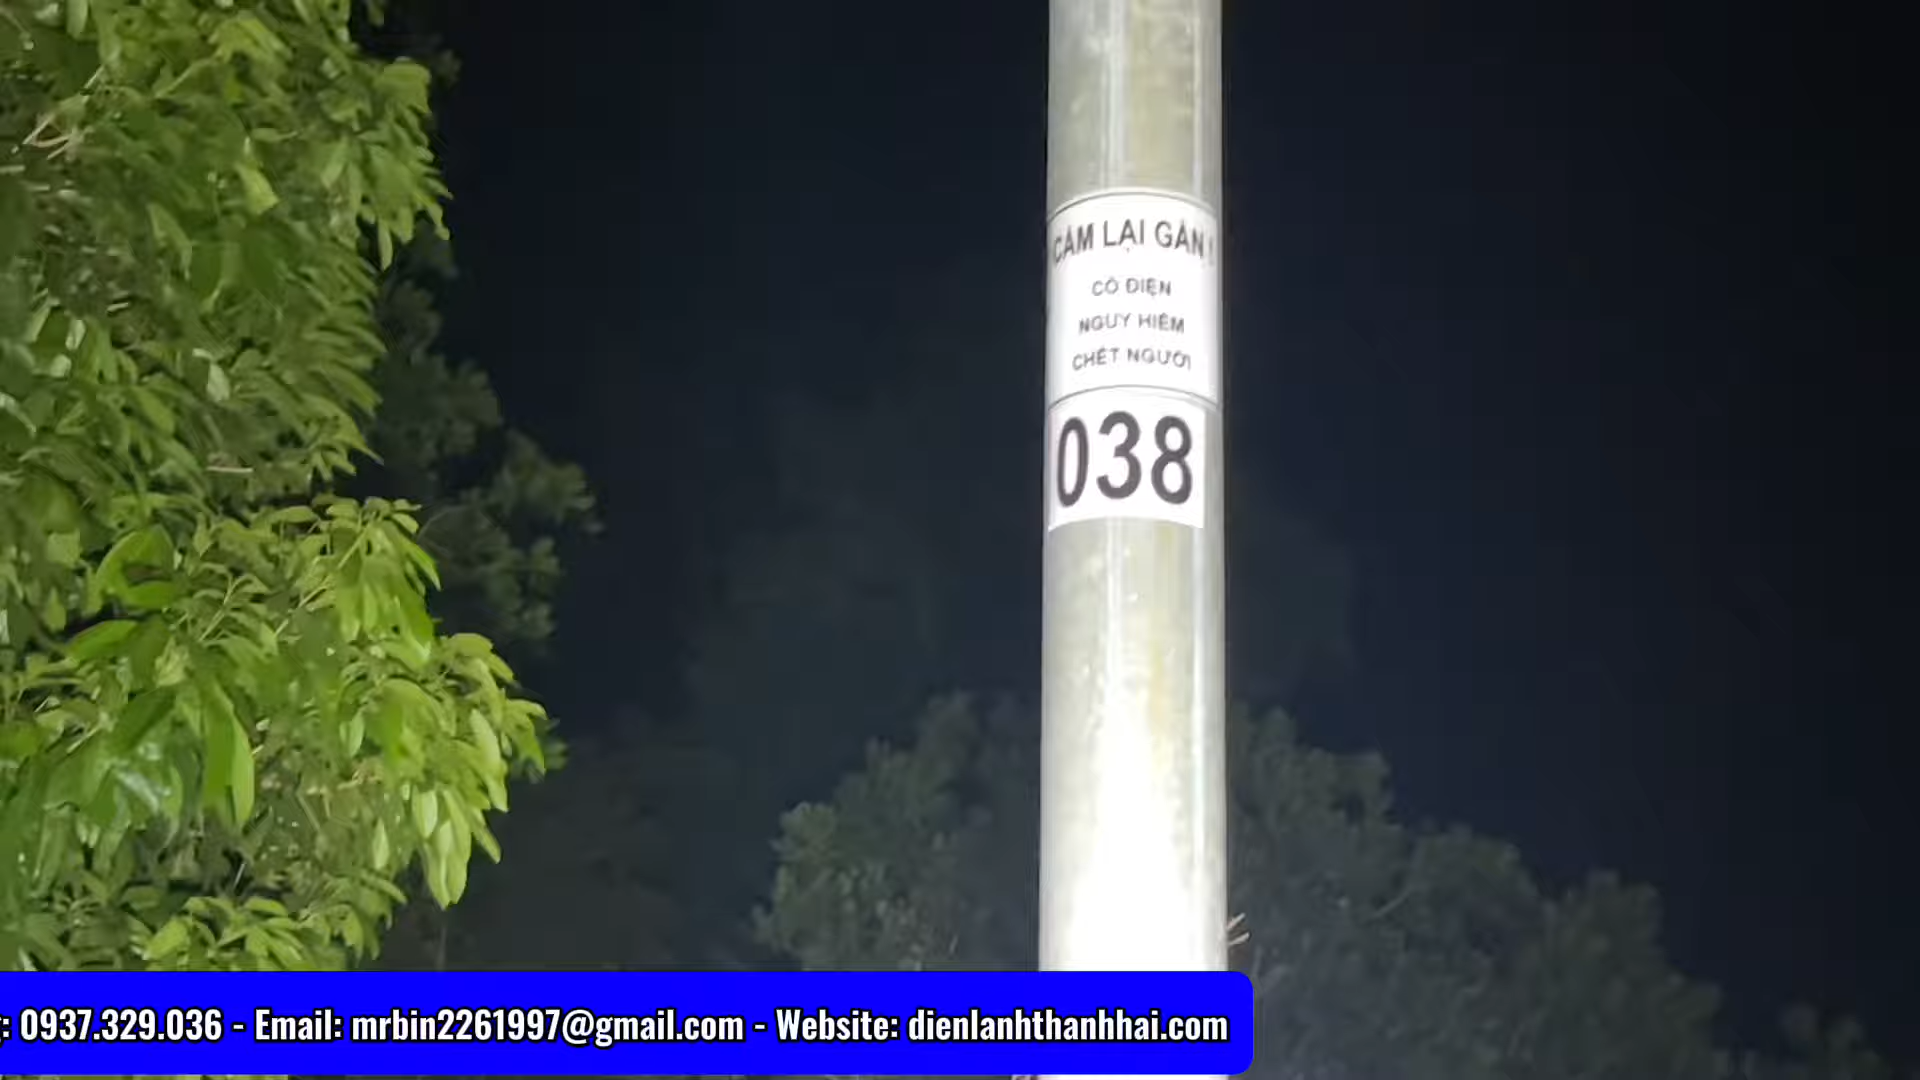 CẤM LẠI GẦN !
CÓ ĐIỆN
NGUY HIỂM
CHẾT NGƯỜI
038
: 0937.329.036 - Email: mrbin2261997@gmail.com - Website: dienlanhthanhhai.com